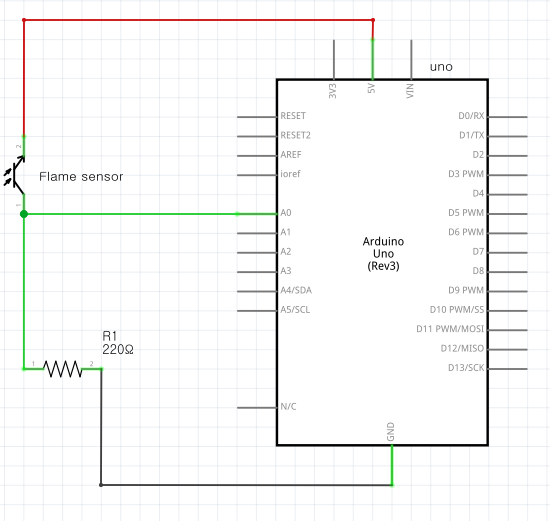 uno
3V3
5V
VIN
RESET
D0/RX
RESET2
D1/TX
AREF
D2
2
ioref
D3 PWM
Flame sensor
D4
1
A0
D5 PWM
A1
D6 PWM
A2
D7
Arduino
Uno
(Rev3)
A3
D8
A4/SDA
D9 PWM
A5/SCL
D10 PWM/SS
D11 PWM/MOSI
R1
220Ω
D12/MISO
1
2
D13/SCK
N/C
GND